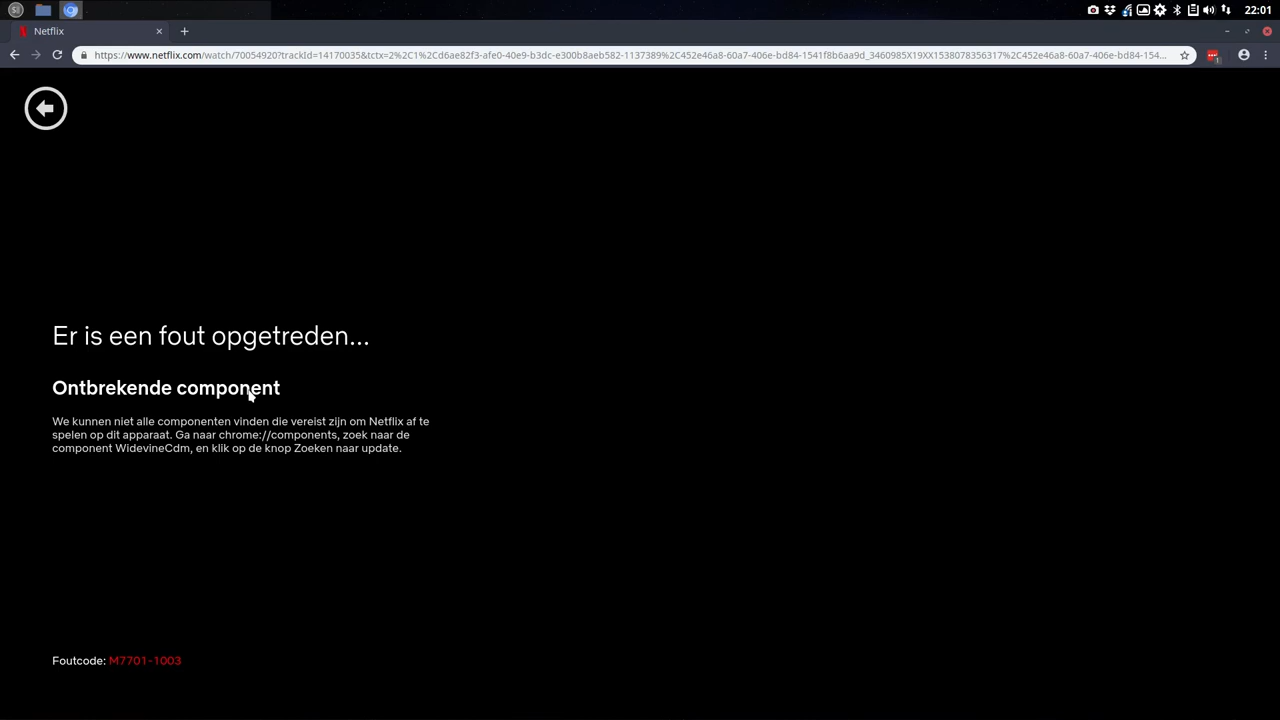 22:01
Netflix
https://www.netflix.com/watch/70054920?trackId=14170035&tctx=2%2C1%2Cd6ae82f3-afe0-40e9-b3dc-e300b8aeb582-1137389%2C452e46a8-60a7-406e-bd84-1541f8b6aa9d_3460985X19XX1538078356317%2C452e46a8-60a7-406e-bd84-154...
Er is een fout opgetreden...
Ontbrekende component
We kunnen niet alle componenten vinden die vereist zijn om Netflix af te
spelen op dit apparaat. Ga naar chrome://components, zoek naar de
component WidevineCdm, en klik op de knop Zoeken naar update.
Foutcode: M7701-1003